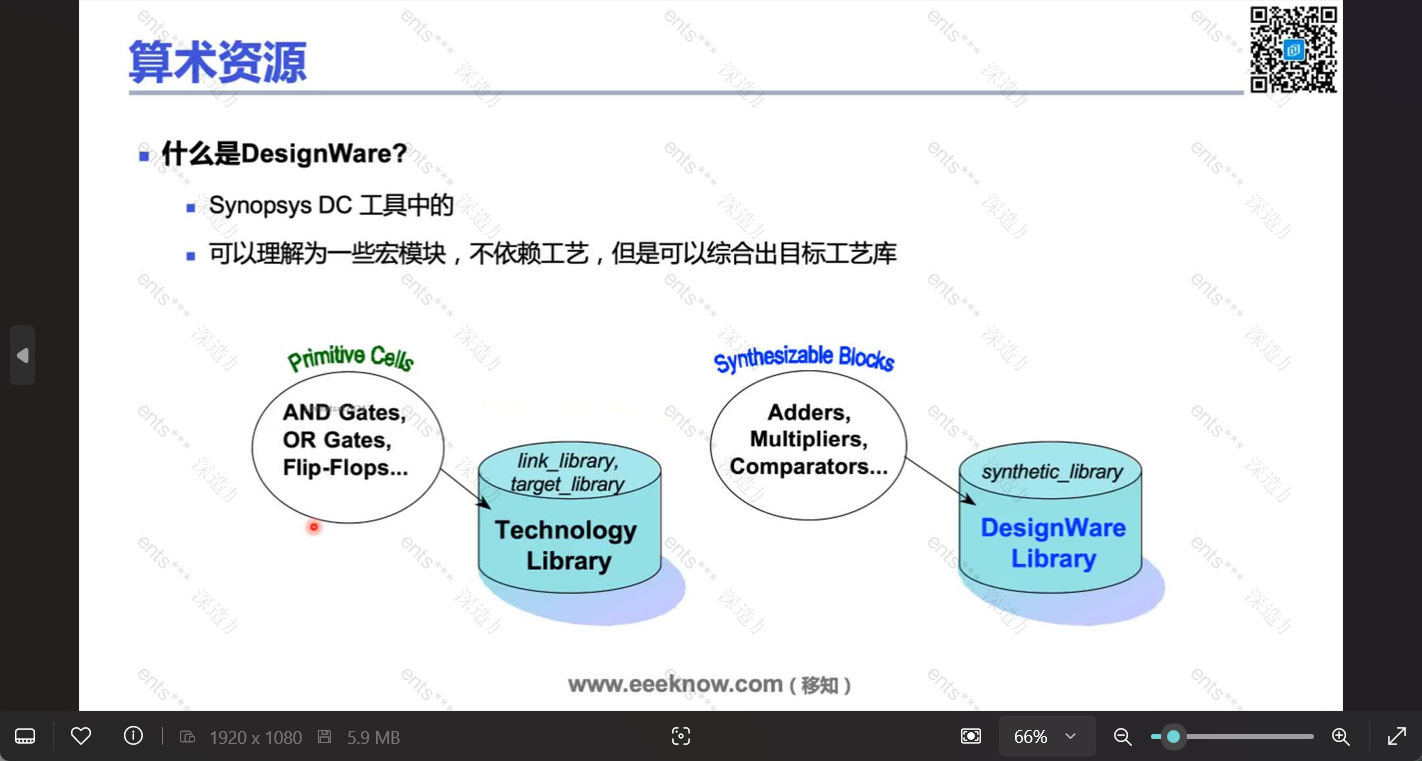 算术资源
什么是DesignWare?
Synopsys DC 工具中的
可以理解为一些宏模块，不依赖工艺，但是可以综合出目标工艺库
Primitive Cells
AND Gates,
OR Gates,
Flip-Flops...
link_library,
target_library
Technology
Library
Synthesizable Blocks
Adders,
Multipliers,
Comparators...
synthetic_library
DesignWare
Library
www.eeeknow.com ( 移知 )
1920 x 1080
5.9 MB
66%